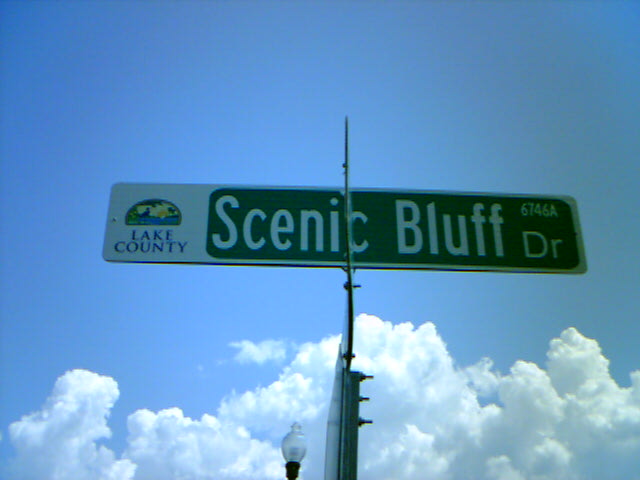 LAKE
COUNTY
Scenic Bluff Dr
6746A